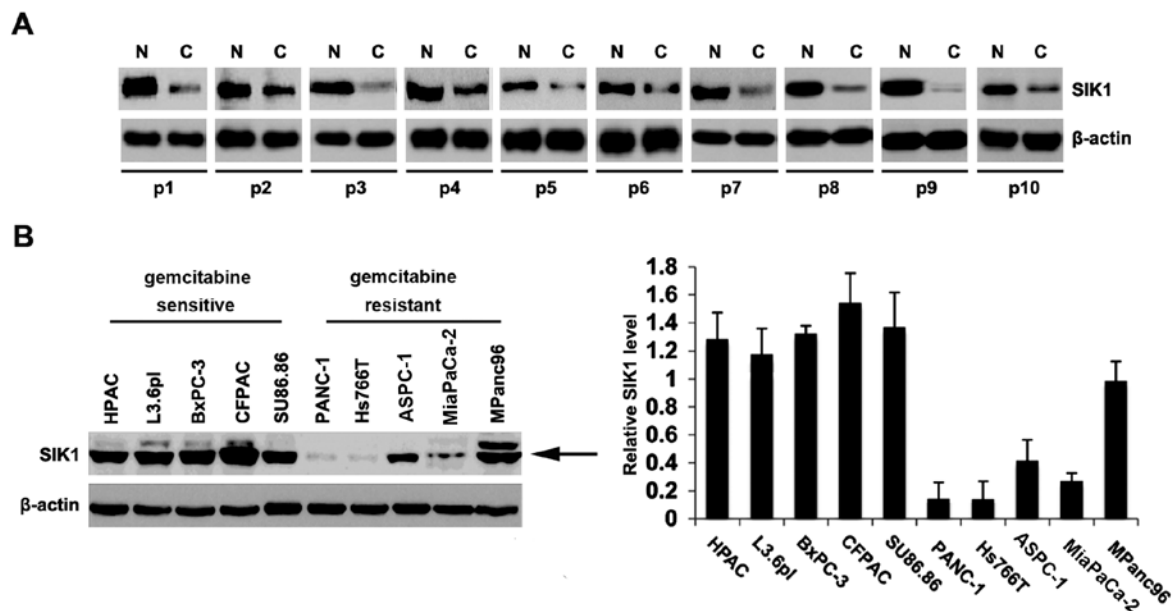 A
N C N C N C N C N C N C N C N C N C N C
SIK1
β-actin
p1 p2 p3 p4 p5 p6 p7 p8 p9 p10
B
gemcitabine
sensitive
gemcitabine
resistant
HPAC
L3.6pl
BxPC-3
CFPAC
SU86.86
PANC-1
Hs766T
ASPC-1
MiaPaCa-2
MPanc96
SIK1
β-actin
Relative SIK1 level
1.8
1.6
1.4
1.2
1
0.8
0.6
0.4
0.2
0
HPAC
L3.6pl
BxPC-3
CFPAC
SU86.86
PANC-1
Hs766T
ASPC-1
MiaPaCa-2
MPanc96